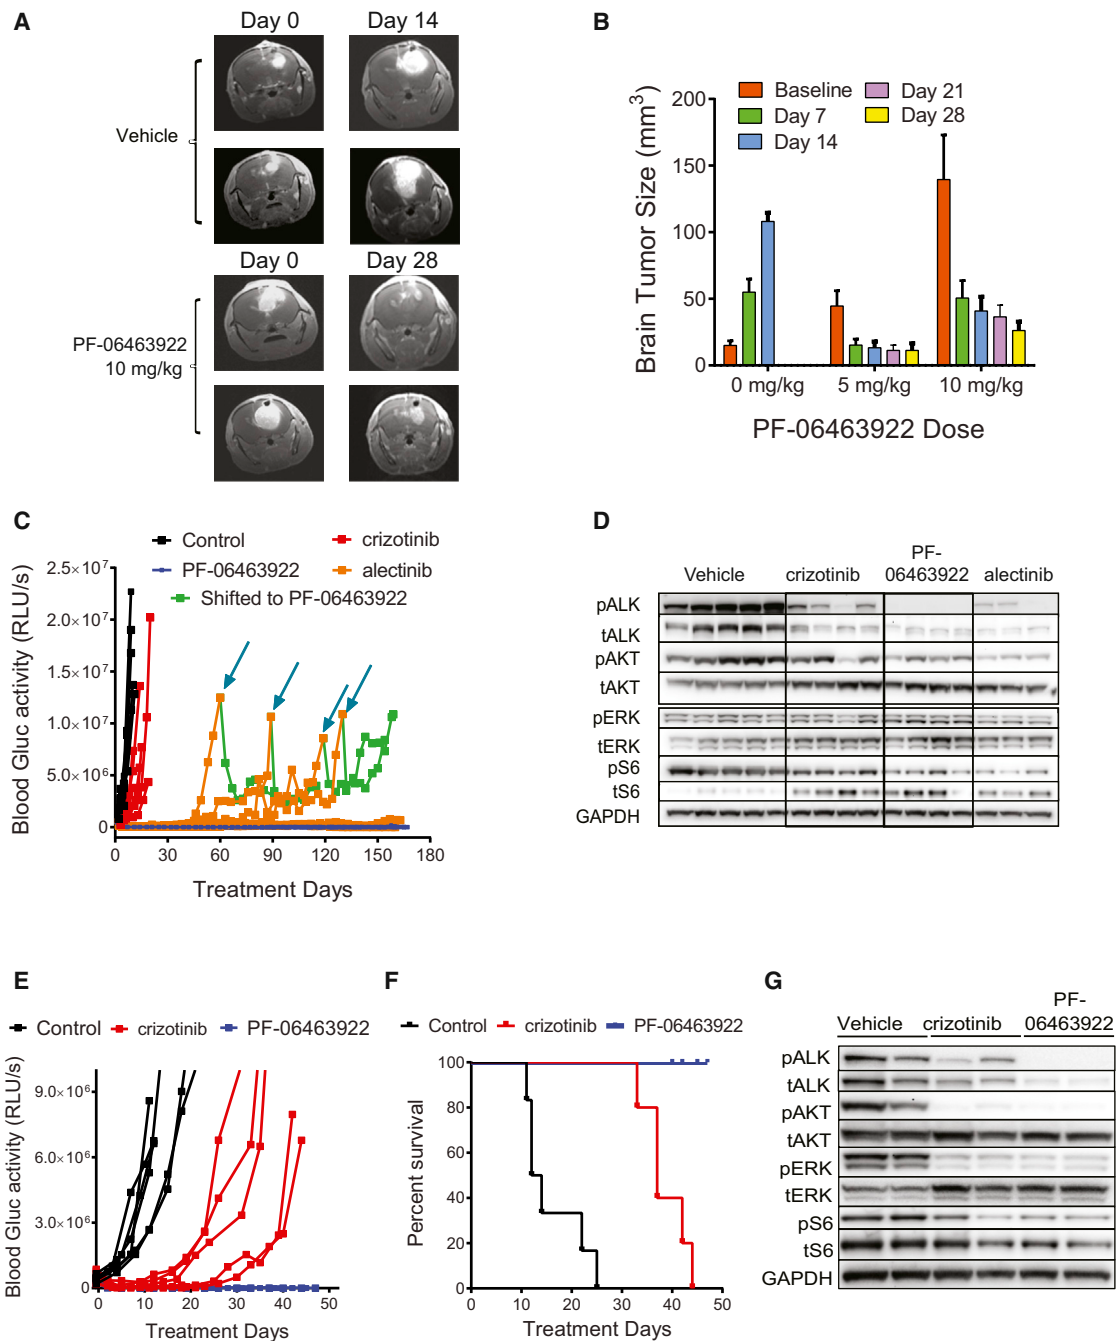 A
Day 0 Day 14
Vehicle
Day 0 Day 28
PF-06463922
10 mg/kg
B
Baseline
Day 7
Day 14
Day 21
Day 28
Brain Tumor Size (mm³)
200
150
100
50
0
0 mg/kg 5 mg/kg 10 mg/kg
PF-06463922 Dose
C
Control
crizotinib
PF-06463922
alectinib
Shifted to PF-06463922
Blood Gluc activity (RLU/s)
2.5×10⁷
2.0×10⁷
1.5×10⁷
1.0×10⁷
5.0×10⁶
0
0 30 60 90 120 150 180
Treatment Days
D
Vehicle crizotinib PF-06463922 alectinib
pALK
tALK
pAKT
tAKT
pERK
tERK
pS6
tS6
GAPDH
E
Control crizotinib PF-06463922
Blood Gluc activity (RLU/s)
9.0×10⁶
6.0×10⁶
3.0×10⁶
0
0 10 20 30 40 50
Treatment Days
F
Control crizotinib PF-06463922
Percent survival
100
80
60
40
20
0
0 10 20 30 40 50
Treatment Days
G
Vehicle crizotinib PF-06463922
pALK
tALK
pAKT
tAKT
pERK
tERK
pS6
tS6
GAPDH